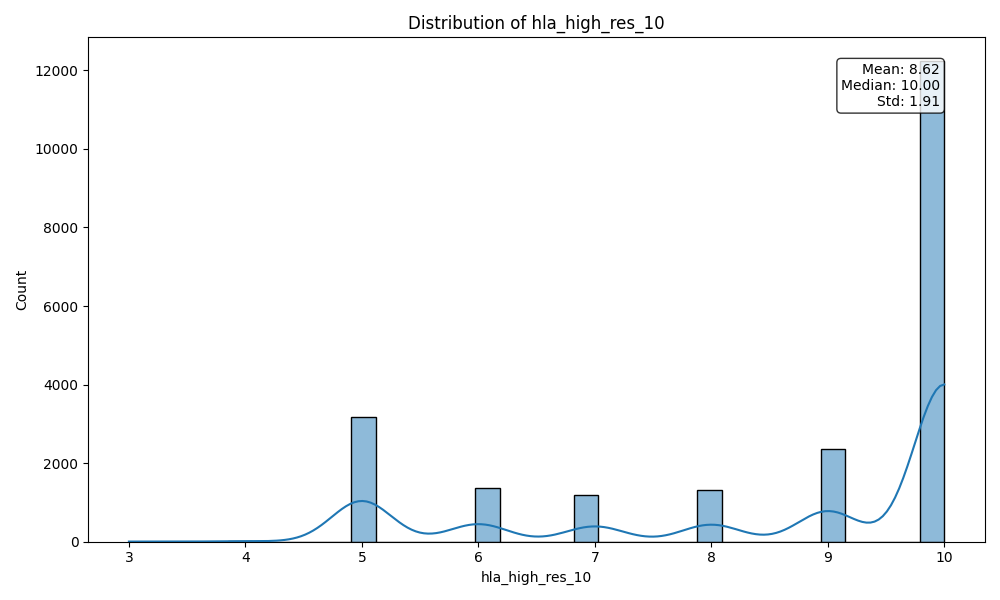 Distribution of hla_high_res_10
Mean: 8.62
Median: 10.00
Std: 1.91
12000
10000
8000
6000
4000
2000
0
Count
3 4 5 6 7 8 9 10
hla_high_res_10